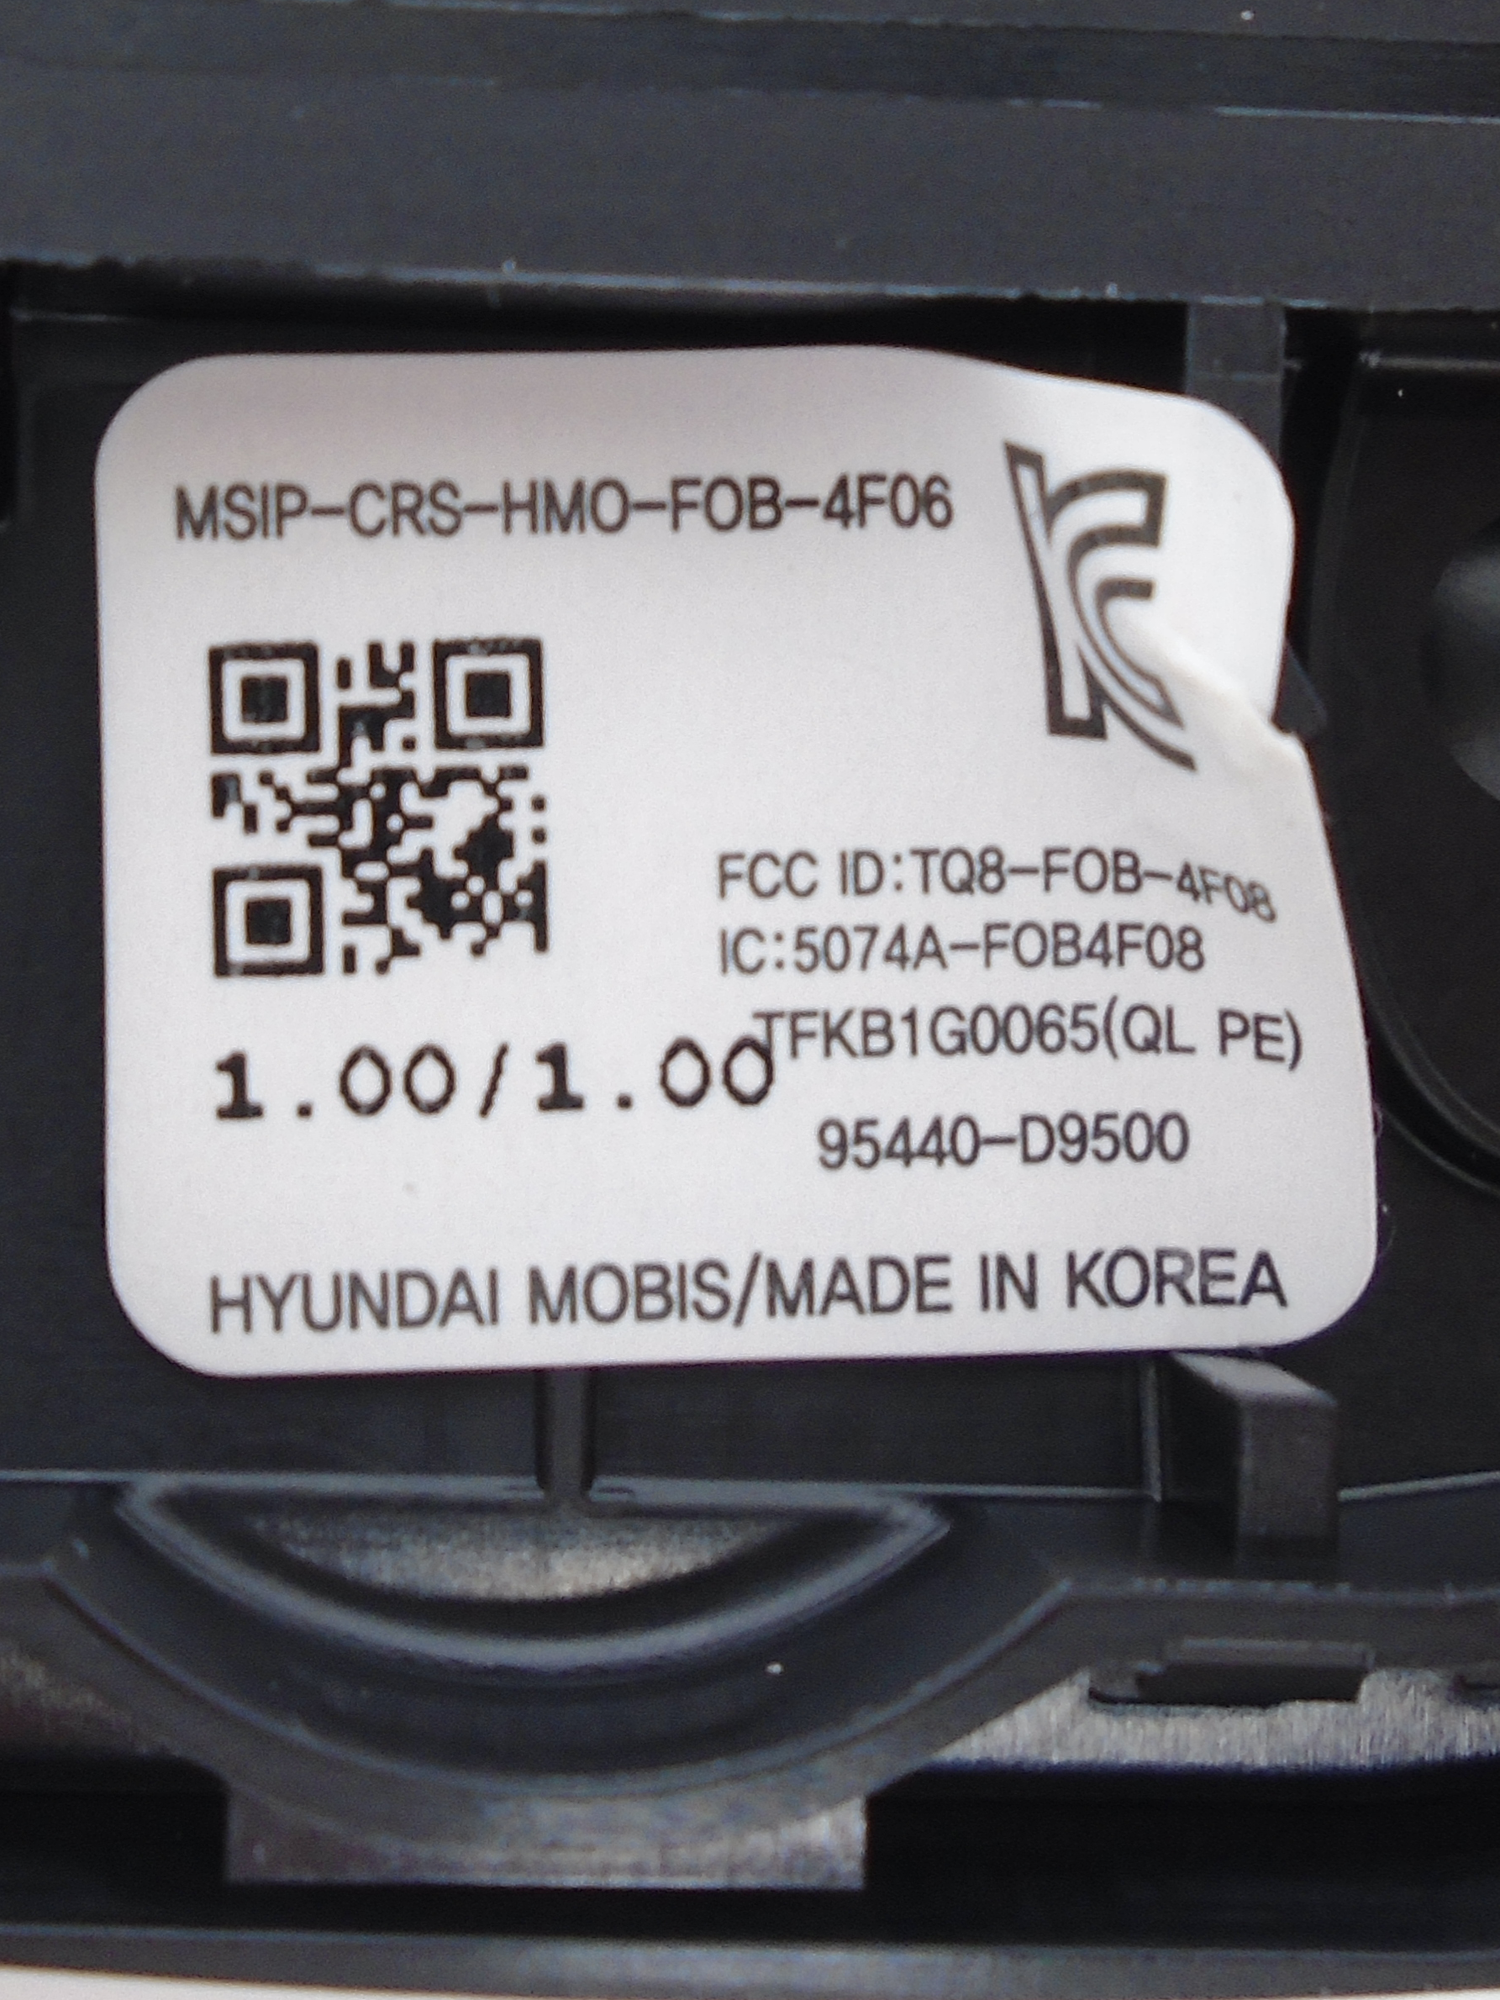 MSIP-CRS-HMO-FOB-4F06
FCC ID:TQ8-FOB-4F08
IC:5074A-FOB4F08
TFKB1G0065(QL PE)
1.00/1.00
95440-D9500
HYUNDAI MOBIS/MADE IN KOREA